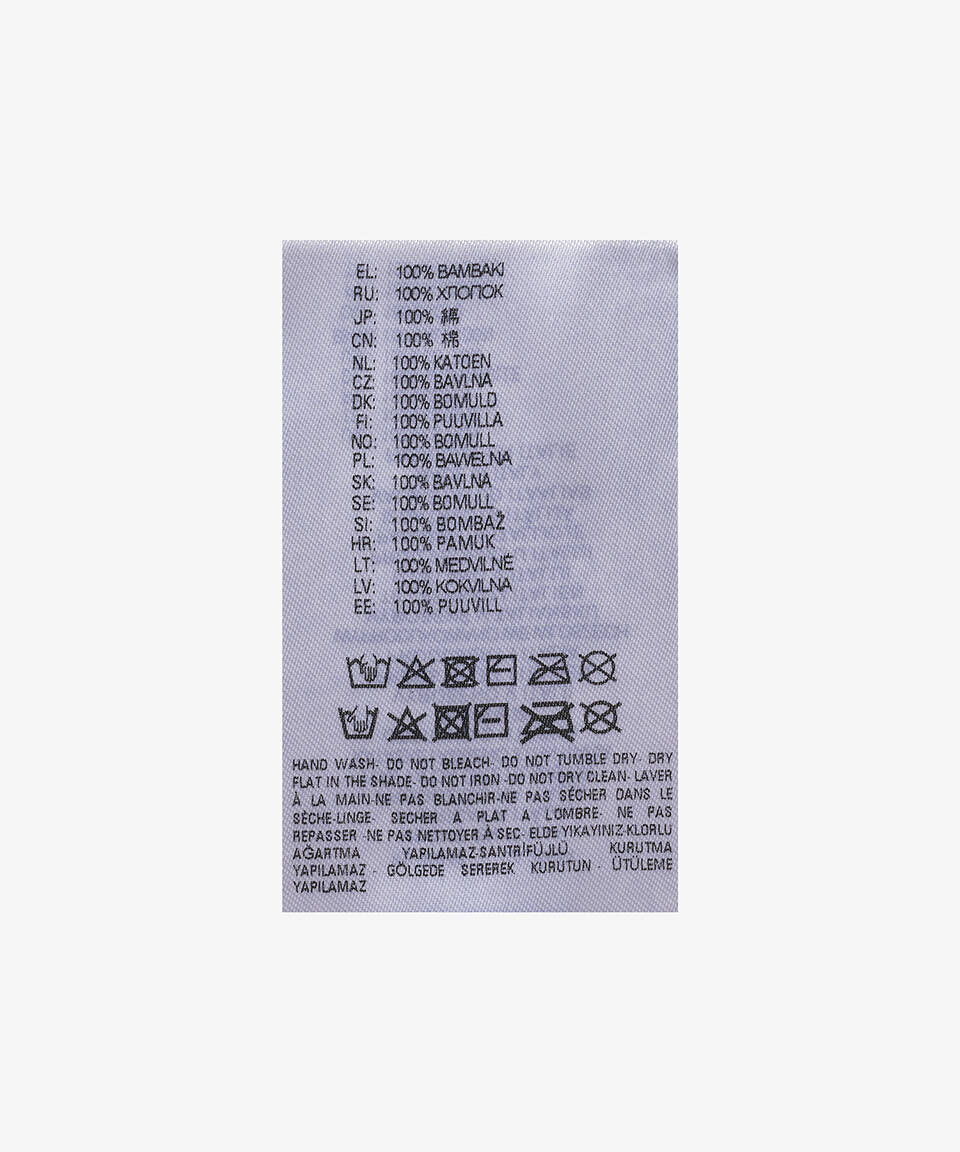 EL: 100% BAMBAKI
RU: 100% ХПОПОК
JP: 100% 綿
CN: 100% 棉
NL: 100% KATOEN
CZ: 100% BAVLNA
DK: 100% BOMULD
FI: 100% PUUVILLA
NO: 100% BOMULL
PL: 100% BAWEŁNA
SK: 100% BAVLNA
SE: 100% BOMULL
SI: 100% BOMBAŽ
HR: 100% PAMUK
LT: 100% MEDVILNĖ
LV: 100% KOKVILNA
EE: 100% PUUVILL
HAND WASH- DO NOT BLEACH- DO NOT TUMBLE DRY- DRY
FLAT IN THE SHADE- DO NOT IRON -DO NOT DRY CLEAN- LAVER
À LA MAIN-NE PAS BLANCHIR-NE PAS SÉCHER DANS LE
SÈCHE-LINGE- SECHER A PLAT A LOMBRE- NE PAS
REPASSER -NE PAS NETTOYER À SEC- ELDE YIKAYINIZ-KLORLU
AĞARTMA YAPILAMAZ-SANTRİFÜJLÜ KURUTMA
YAPILAMAZ - GÖLGEDE SEREREK KURUTUN - ÜTÜLEME
YAPILAMAZ